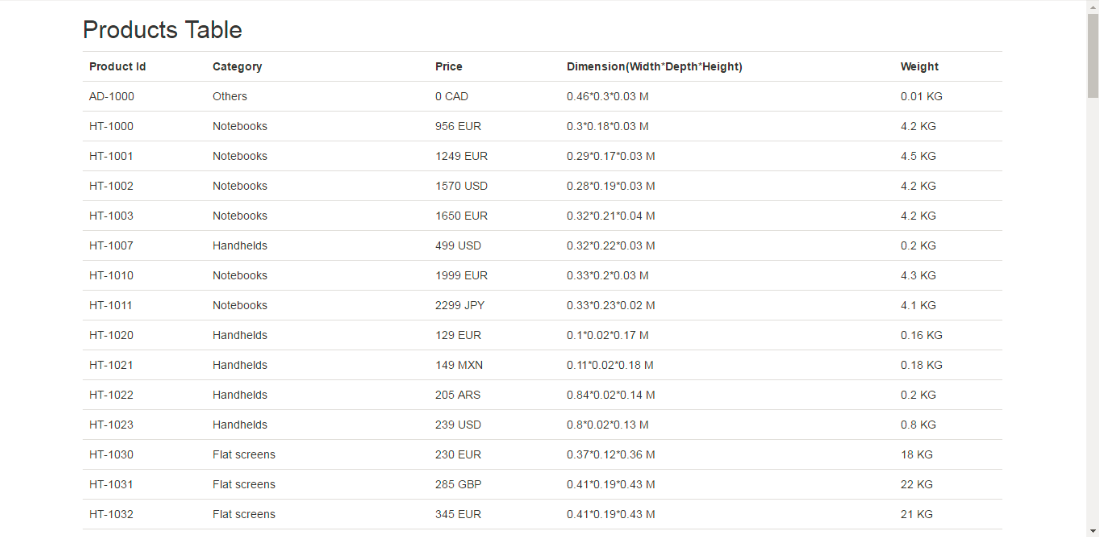 Products Table
Product Id Category Price Dimension(Width*Depth*Height) Weight
AD-1000 Others 0 CAD 0.46*0.3*0.03 M 0.01 KG
HT-1000 Notebooks 956 EUR 0.3*0.18*0.03 M 4.2 KG
HT-1001 Notebooks 1249 EUR 0.29*0.17*0.03 M 4.5 KG
HT-1002 Notebooks 1570 USD 0.28*0.19*0.03 M 4.2 KG
HT-1003 Notebooks 1650 EUR 0.32*0.21*0.04 M 4.2 KG
HT-1007 Handhelds 499 USD 0.32*0.22*0.03 M 0.2 KG
HT-1010 Notebooks 1999 EUR 0.33*0.2*0.03 M 4.3 KG
HT-1011 Notebooks 2299 JPY 0.33*0.23*0.02 M 4.1 KG
HT-1020 Handhelds 129 EUR 0.1*0.02*0.17 M 0.16 KG
HT-1021 Handhelds 149 MXN 0.11*0.02*0.18 M 0.18 KG
HT-1022 Handhelds 205 ARS 0.84*0.02*0.14 M 0.2 KG
HT-1023 Handhelds 239 USD 0.8*0.02*0.13 M 0.8 KG
HT-1030 Flat screens 230 EUR 0.37*0.12*0.36 M 18 KG
HT-1031 Flat screens 285 GBP 0.41*0.19*0.43 M 22 KG
HT-1032 Flat screens 345 EUR 0.41*0.19*0.43 M 21 KG